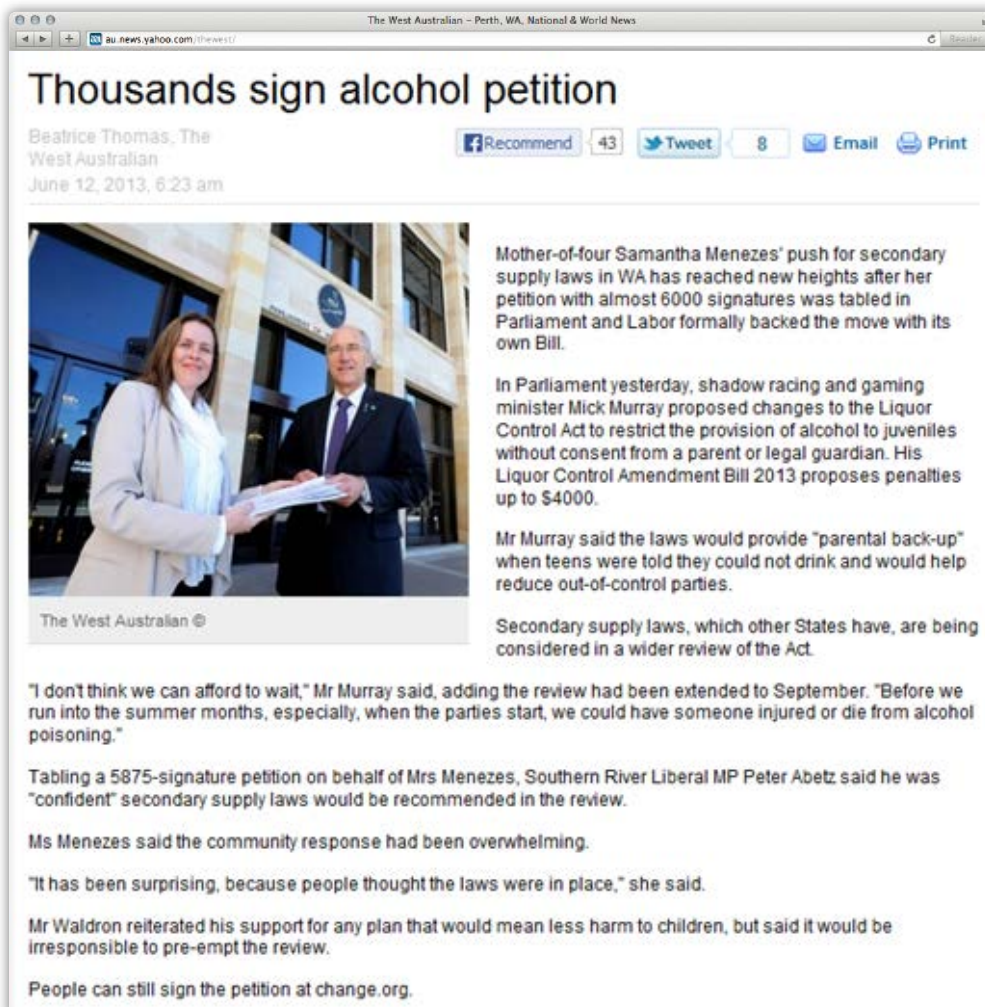 The West Australian – Perth, WA, National & World News
au.news.yahoo.com/thewest/
Reader
Thousands sign alcohol petition
Beatrice Thomas, The
West Australian
June 12, 2013, 6:23 am
Recommend 43 Tweet 8 Email Print
Mother-of-four Samantha Menezes' push for secondary
supply laws in WA has reached new heights after her
petition with almost 6000 signatures was tabled in
Parliament and Labor formally backed the move with its
own Bill.
In Parliament yesterday, shadow racing and gaming
minister Mick Murray proposed changes to the Liquor
Control Act to restrict the provision of alcohol to juveniles
without consent from a parent or legal guardian. His
Liquor Control Amendment Bill 2013 proposes penalties
up to $4000.
Mr Murray said the laws would provide "parental back-up"
when teens were told they could not drink and would help
reduce out-of-control parties.
The West Australian ©
Secondary supply laws, which other States have, are being
considered in a wider review of the Act.
"I don't think we can afford to wait," Mr Murray said, adding the review had been extended to September. "Before we
run into the summer months, especially, when the parties start, we could have someone injured or die from alcohol
poisoning."
Tabling a 5875-signature petition on behalf of Mrs Menezes, Southern River Liberal MP Peter Abetz said he was
"confident" secondary supply laws would be recommended in the review.
Ms Menezes said the community response had been overwhelming.
"It has been surprising, because people thought the laws were in place," she said.
Mr Waldron reiterated his support for any plan that would mean less harm to children, but said it would be
irresponsible to pre-empt the review.
People can still sign the petition at change.org.